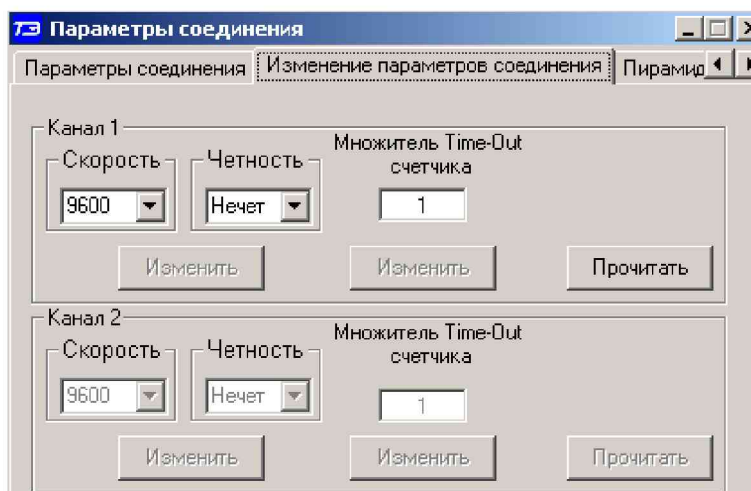 ТЭ Параметры соединения
Параметры соединения Изменение параметров соединения Пирамид
Канал 1
Скорость Четность Множитель Time-Out
счетчика
9600 Нечет 1
Изменить Изменить Прочитать
Канал 2
Скорость Четность Множитель Time-Out
счетчика
9600 Нечет 1
Изменить Изменить Прочитать